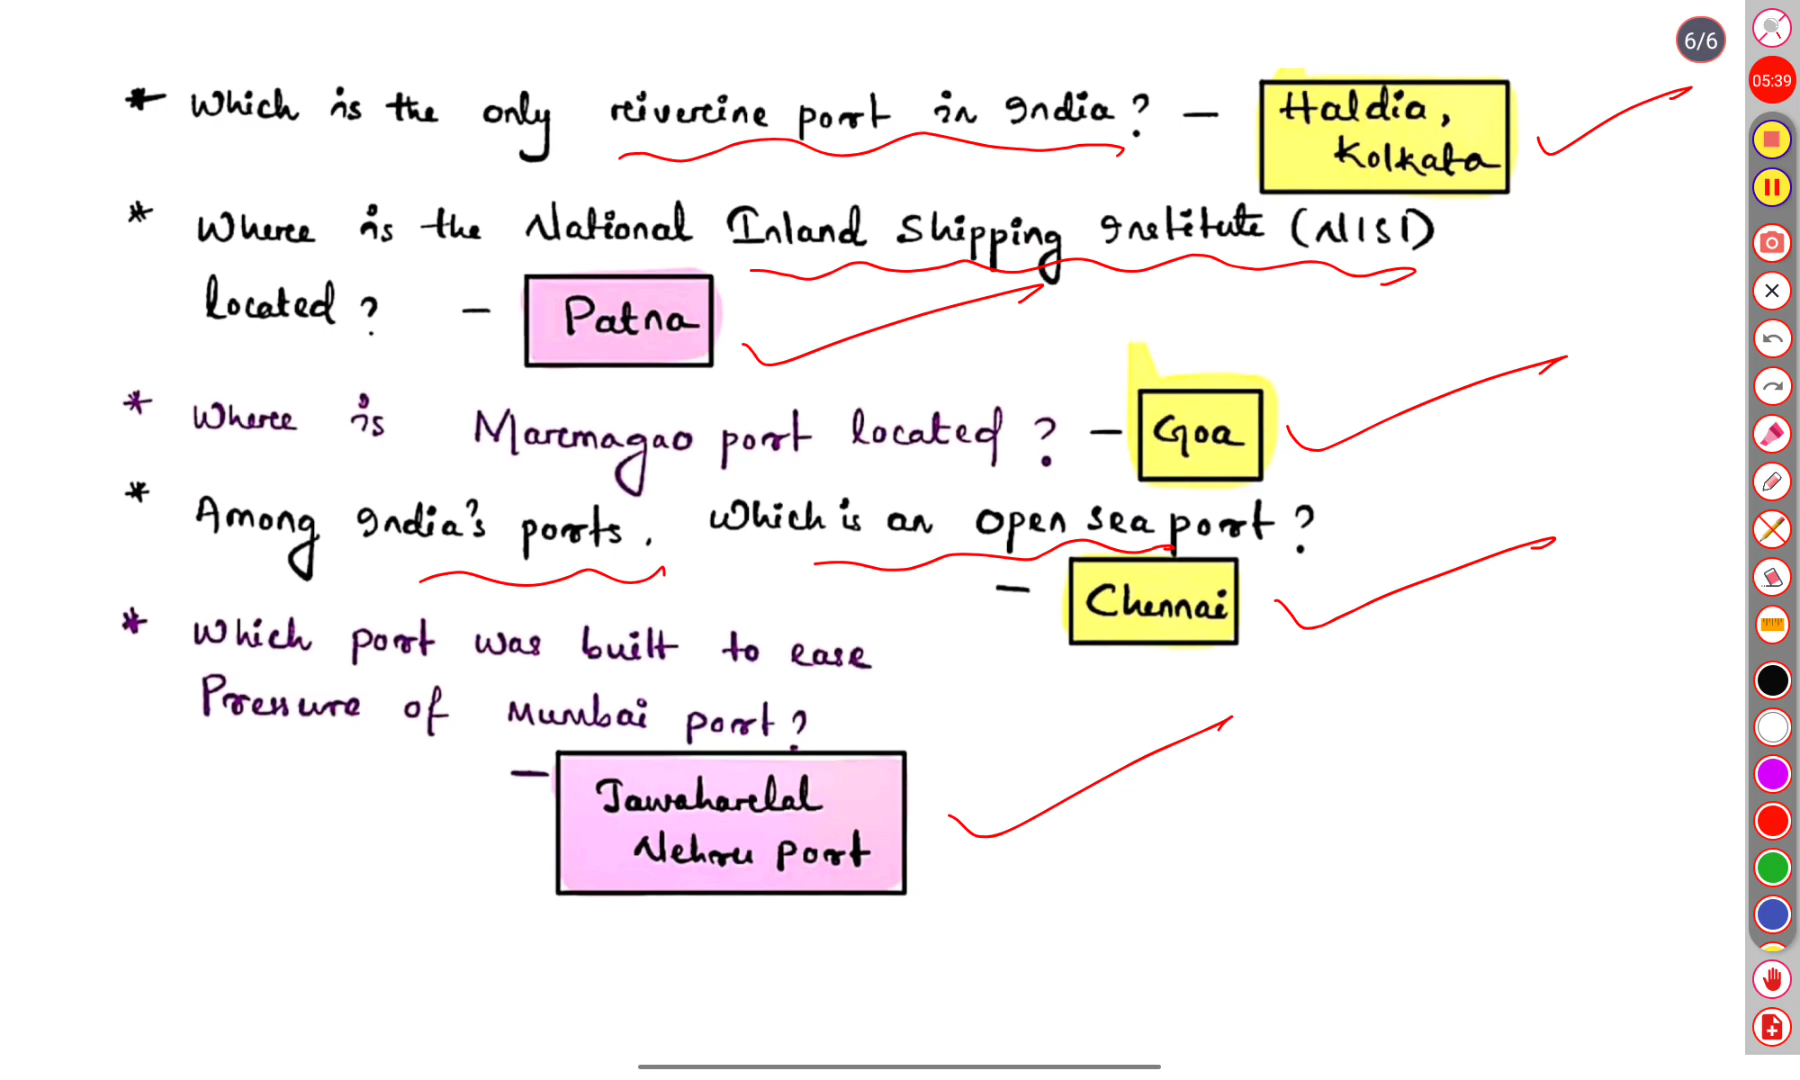 6/6
05:39
* Which is the only riverine port in India? - Haldia, Kolkata
* Where is the National Inland Shipping Institute (NISI)
located? - Patna
* Where is Marmagao port located? - Goa
* Among India's ports. Which is an open sea port?
- Chennai
* Which port was built to ease
Pressure of Mumbai port?
- Jawaharlal
Nehru port